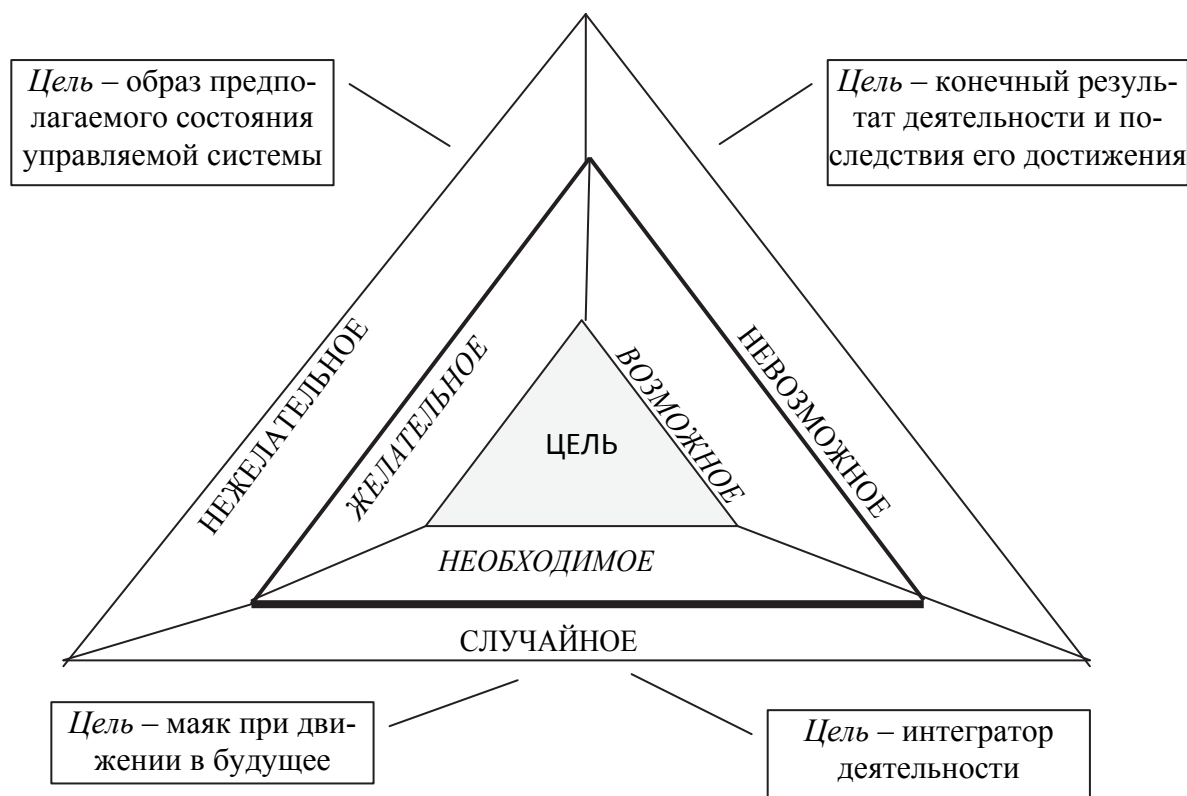 Цель – образ предпо-
лагаемого состояния
управляемой системы
Цель – конечный резуль-
тат деятельности и по-
следствия его достижения
НЕЖЕЛАТЕЛЬНОЕ
ЖЕЛАТЕЛЬНОЕ
ЦЕЛЬ
ВОЗМОЖНОЕ
НЕВОЗМОЖНОЕ
НЕОБХОДИМОЕ
СЛУЧАЙНОЕ
Цель – маяк при дви-
жении в будущее
Цель – интегратор
деятельности